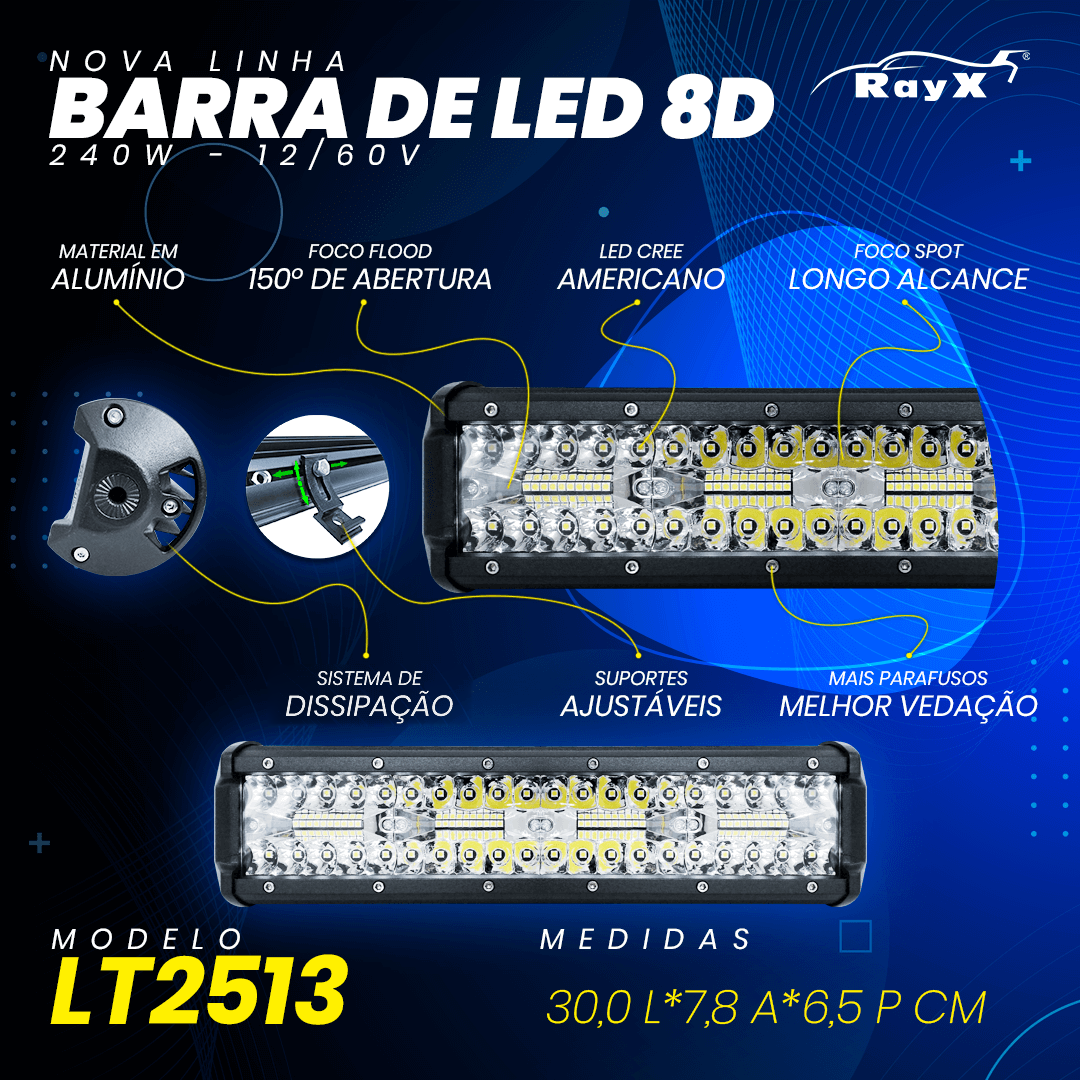 NOVA LINHA
BARRA DE LED 8D
240W - 12/60V
RayX®
MATERIAL EM
ALUMÍNIO
FOCO FLOOD
150º DE ABERTURA
LED CREE
AMERICANO
FOCO SPOT
LONGO ALCANCE
SISTEMA DE
DISSIPAÇÃO
SUPORTES
AJUSTÁVEIS
MAIS PARAFUSOS
MELHOR VEDAÇÃO
MODELO
LT2513
MEDIDAS
30,0 L*7,8 A*6,5 P CM